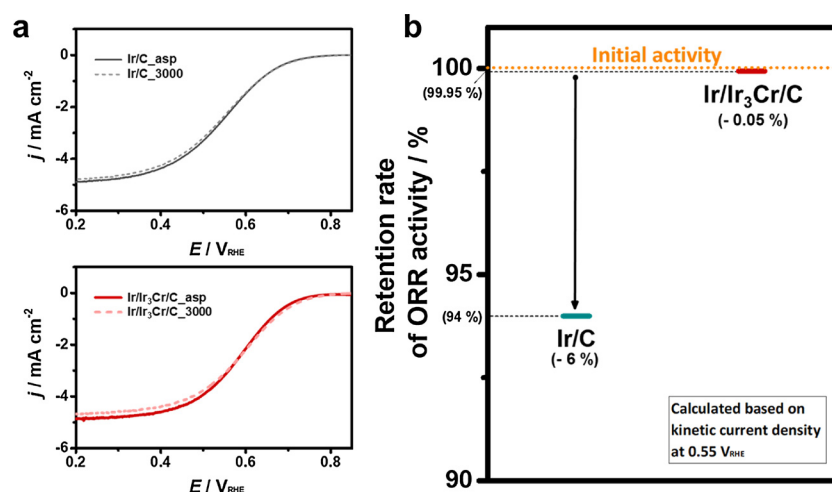 a
Ir/C_asp
Ir/C_3000
0
-2
-4
-6
0.2 0.4 0.6 0.8
j / mA cm-2
E / VRHE
Ir/Ir3Cr/C_asp
Ir/Ir3Cr/C_3000
0
-2
-4
-6
0.2 0.4 0.6 0.8
j / mA cm-2
E / VRHE
b
Retention rate
of ORR activity / %
100
(99.95 %)
95
(94 %)
90
Initial activity
Ir/Ir3Cr/C
(- 0.05 %)
Ir/C
(- 6 %)
Calculated based on
kinetic current density
at 0.55 VRHE